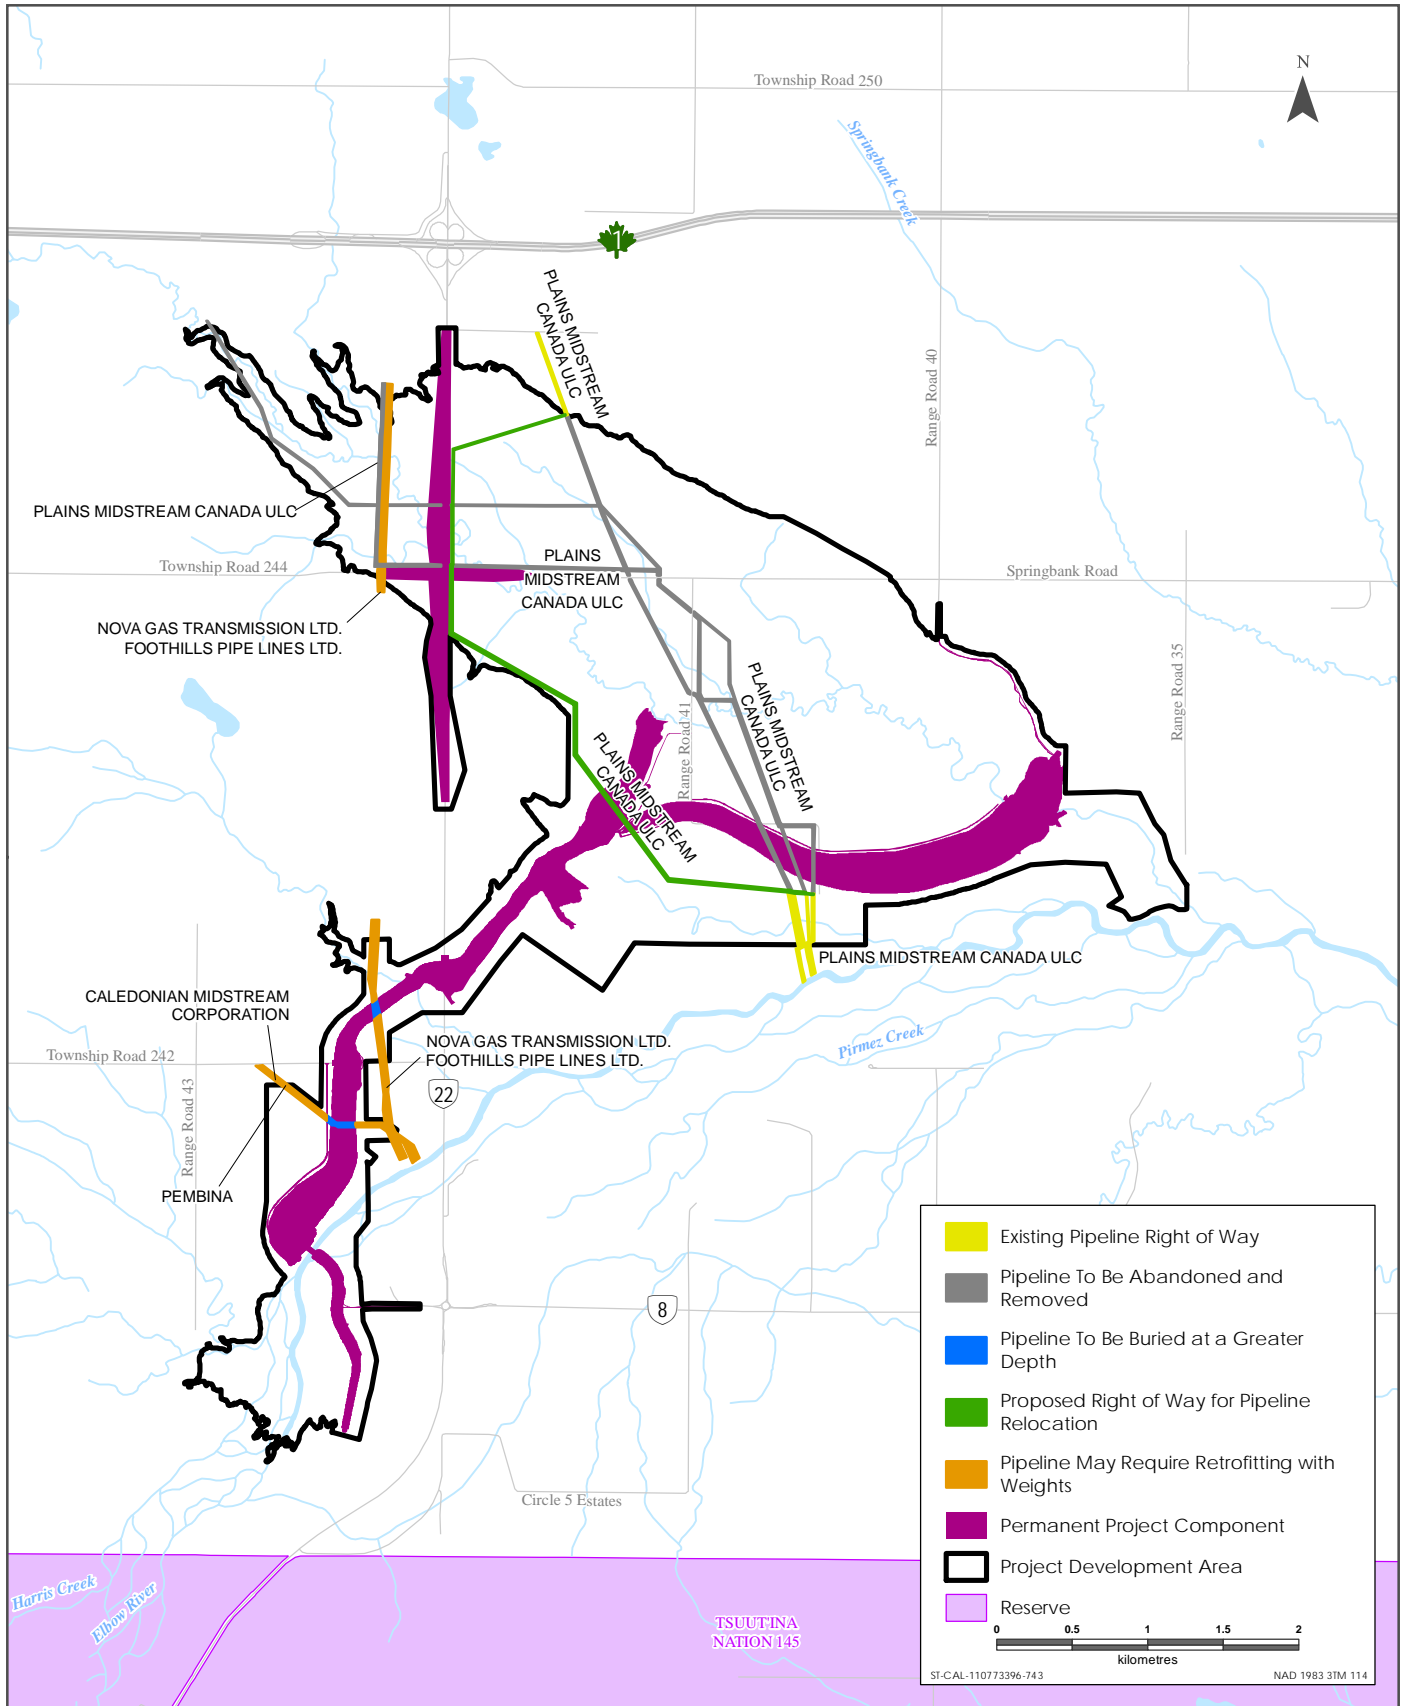 Township Road 250
N
Springbank Creek
1
PLAINS MIDSTREAM
CANADA ULC
Range Road 40
PLAINS MIDSTREAM CANADA ULC
Township Road 244
PLAINS
MIDSTREAM
CANADA ULC
Springbank Road
NOVA GAS TRANSMISSION LTD.
FOOTHILLS PIPE LINES LTD.
Range Road 35
PLAINS MIDSTREAM
CANADA ULC
Range Road 41
PLAINS MIDSTREAM
CANADA ULC
PLAINS MIDSTREAM CANADA ULC
CALEDONIAN MIDSTREAM
CORPORATION
Pirmez Creek
NOVA GAS TRANSMISSION LTD.
FOOTHILLS PIPE LINES LTD.
Township Road 242
22
Range Road 43
PEMBINA
8
Circle 5 Estates
Harris Creek
Elbow River
TSUUT'INA
NATION 145
Existing Pipeline Right of Way
Pipeline To Be Abandoned and
Removed
Pipeline To Be Buried at a Greater
Depth
Proposed Right of Way for Pipeline
Relocation
Pipeline May Require Retrofitting with
Weights
Permanent Project Component
Project Development Area
Reserve
0 0.5 1 1.5 2
kilometres
ST-CAL-110773396-743 NAD 1983 3TM 114